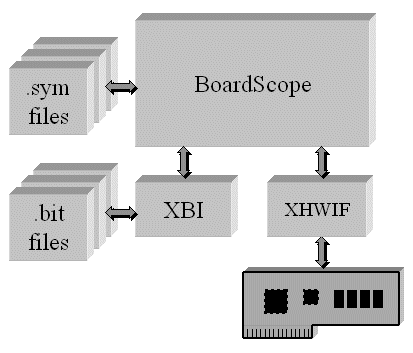 .sym
files
BoardScope
.bit
files
XBI
XHWIF